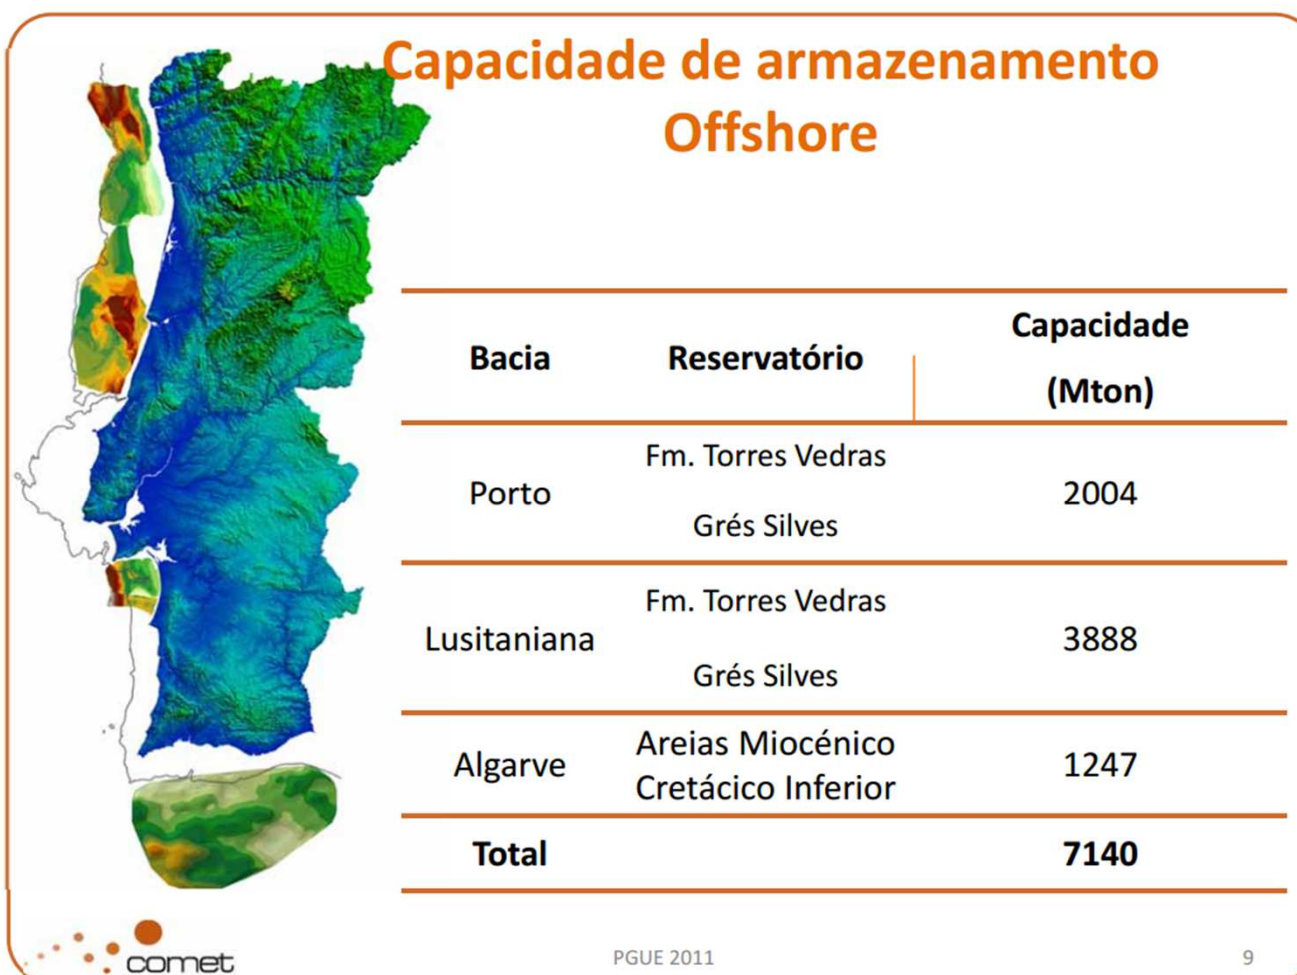 Capacidade de armazenamento
Offshore
Bacia Reservatório Capacidade
(Mton)
Porto Fm. Torres Vedras
Grés Silves 2004
Lusitaniana Fm. Torres Vedras
Grés Silves 3888
Algarve Areias Miocénico
Cretácico Inferior 1247
Total 7140
comet PGUE 2011 9